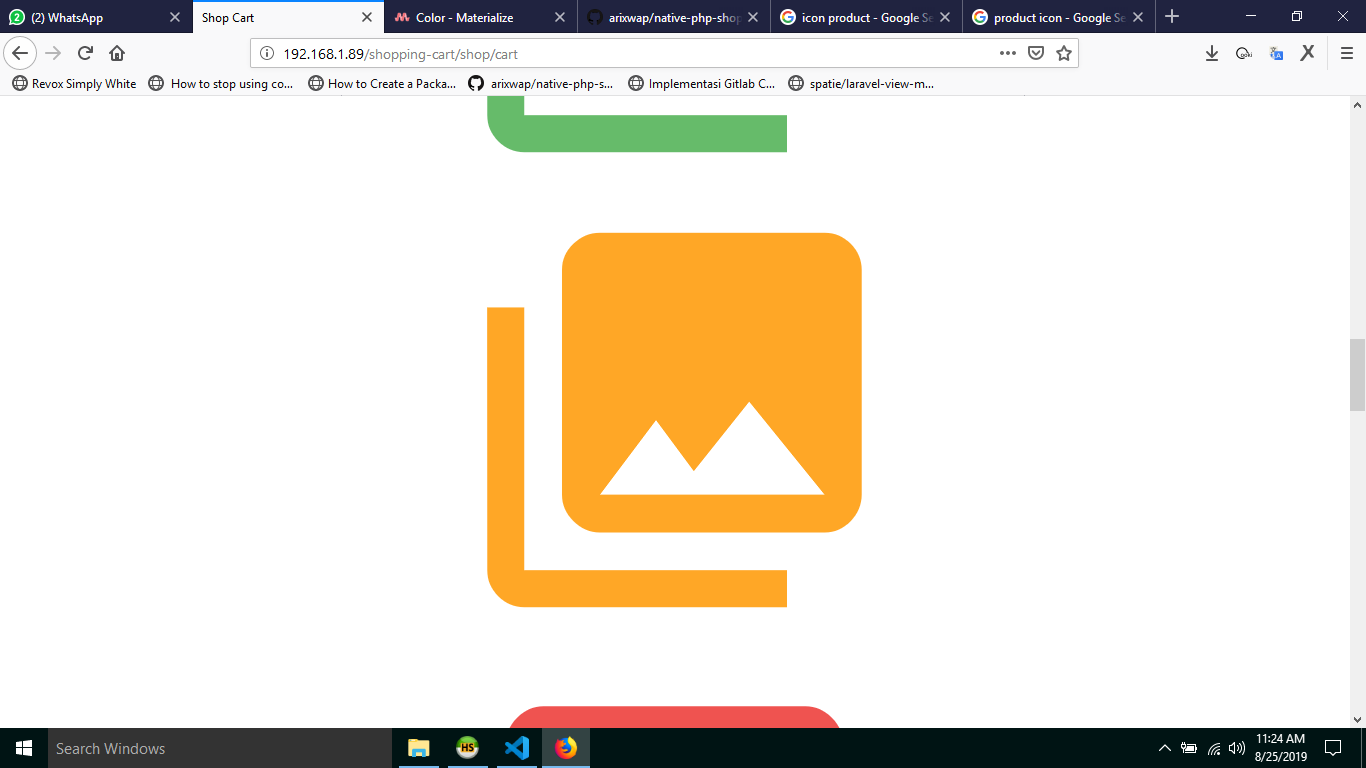 (2) WhatsApp
Shop Cart
Color - Materialize
arixwap/native-php-shop
icon product - Google Se
product icon - Google Se
192.168.1.89/shopping-cart/shop/cart
Revox Simply White
How to stop using co...
How to Create a Packa...
arixwap/native-php-s...
Implementasi Gitlab C...
spatie/laravel-view-m...
Search Windows
HS
11:24 AM
8/25/2019